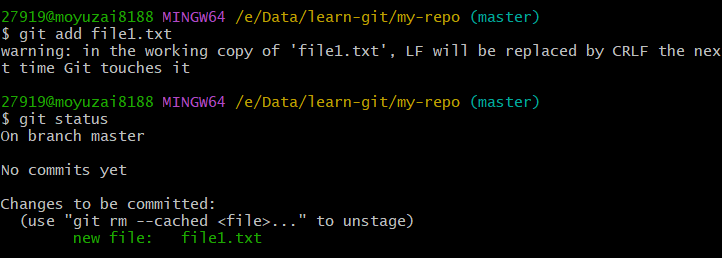 27919@moyuzai8188 MINGW64 /e/Data/learn-git/my-repo (master)
$ git add file1.txt
warning: in the working copy of 'file1.txt', LF will be replaced by CRLF the nex
t time Git touches it
27919@moyuzai8188 MINGW64 /e/Data/learn-git/my-repo (master)
$ git status
On branch master
No commits yet
Changes to be committed:
  (use "git rm --cached <file>..." to unstage)
        new file:   file1.txt